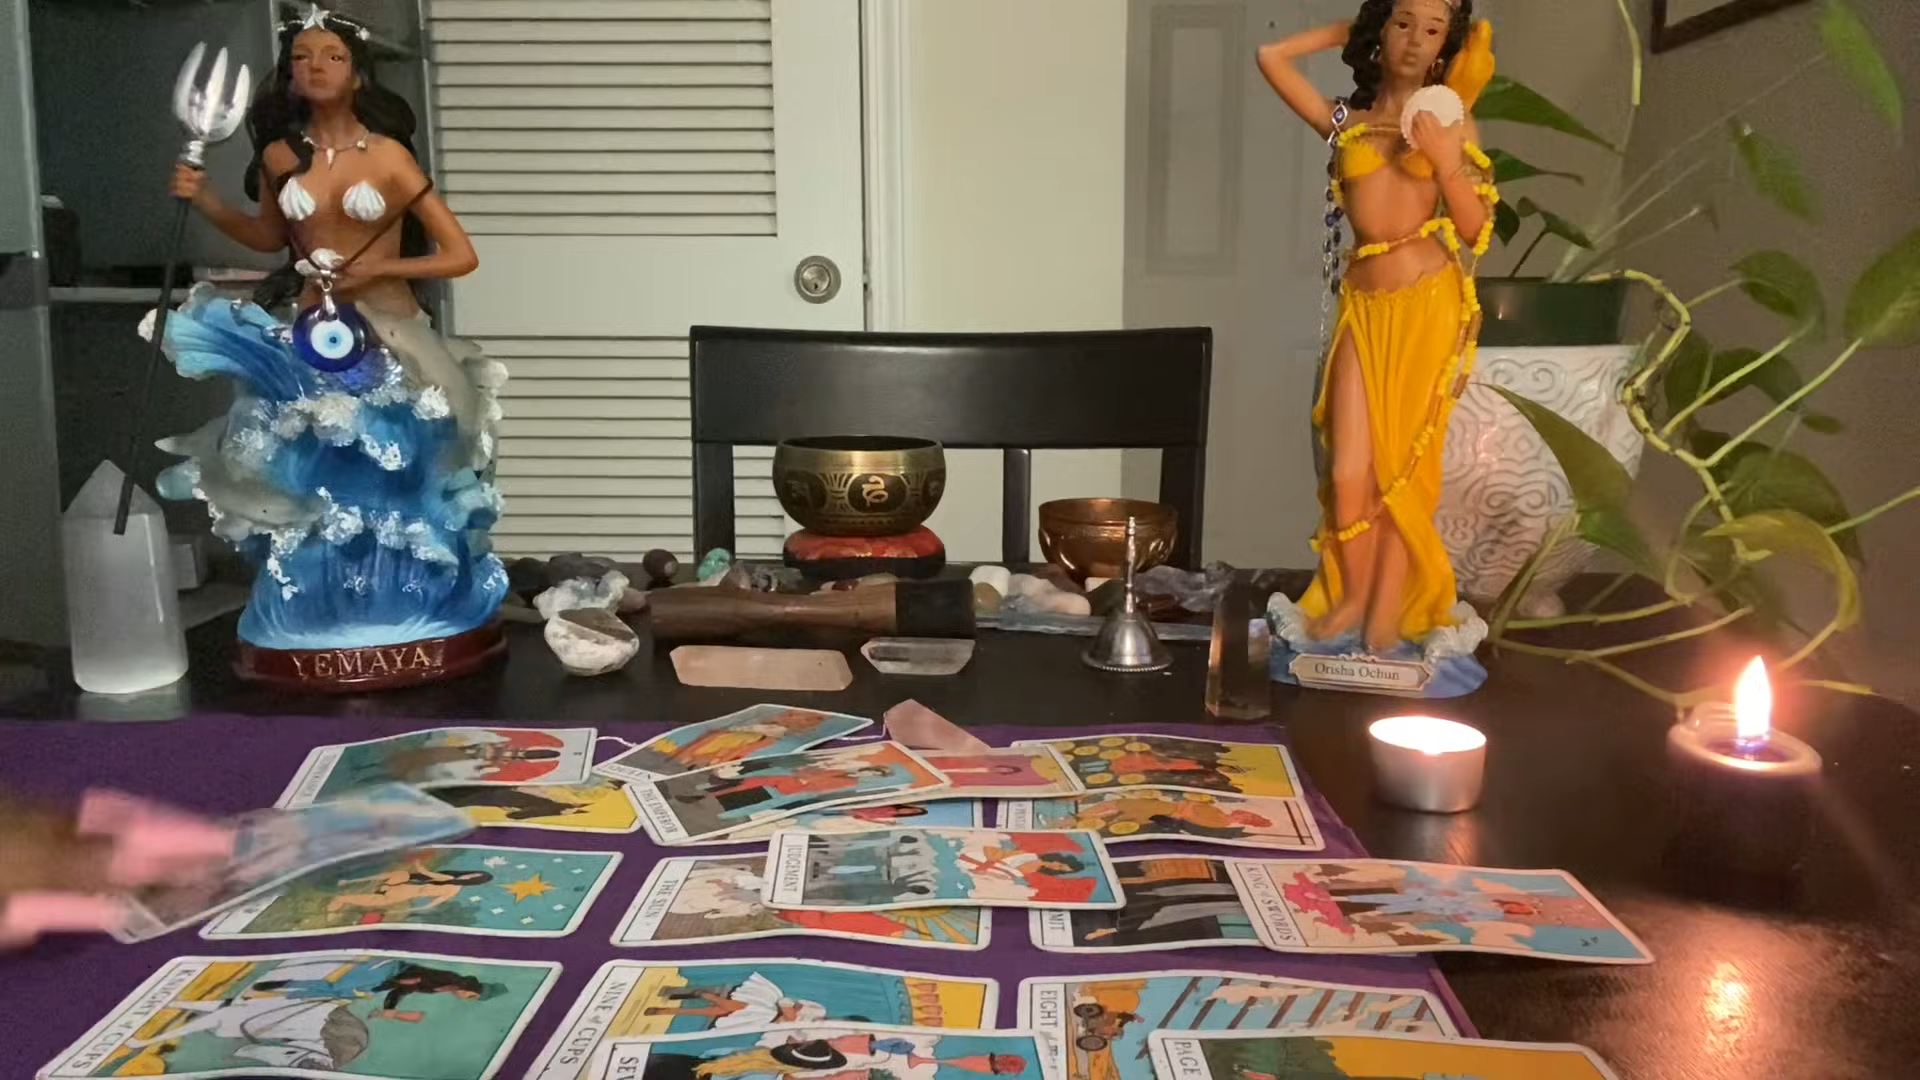 YEMAYA
Orisha Ochun
THE EMPEROR
JUDGEMENT
THE SUN
KING of SWORDS
KNIGHT of CUPS
NINE of CUPS
EIGHT
PAGE